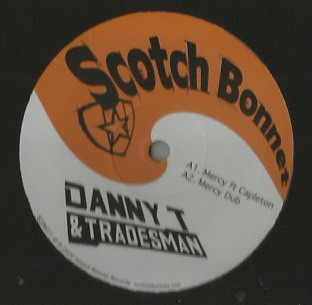 Scotch Bonnet
A1. Mercy ft Capleton
A2. Mercy Dub
DANNY T
& TRADESMAN